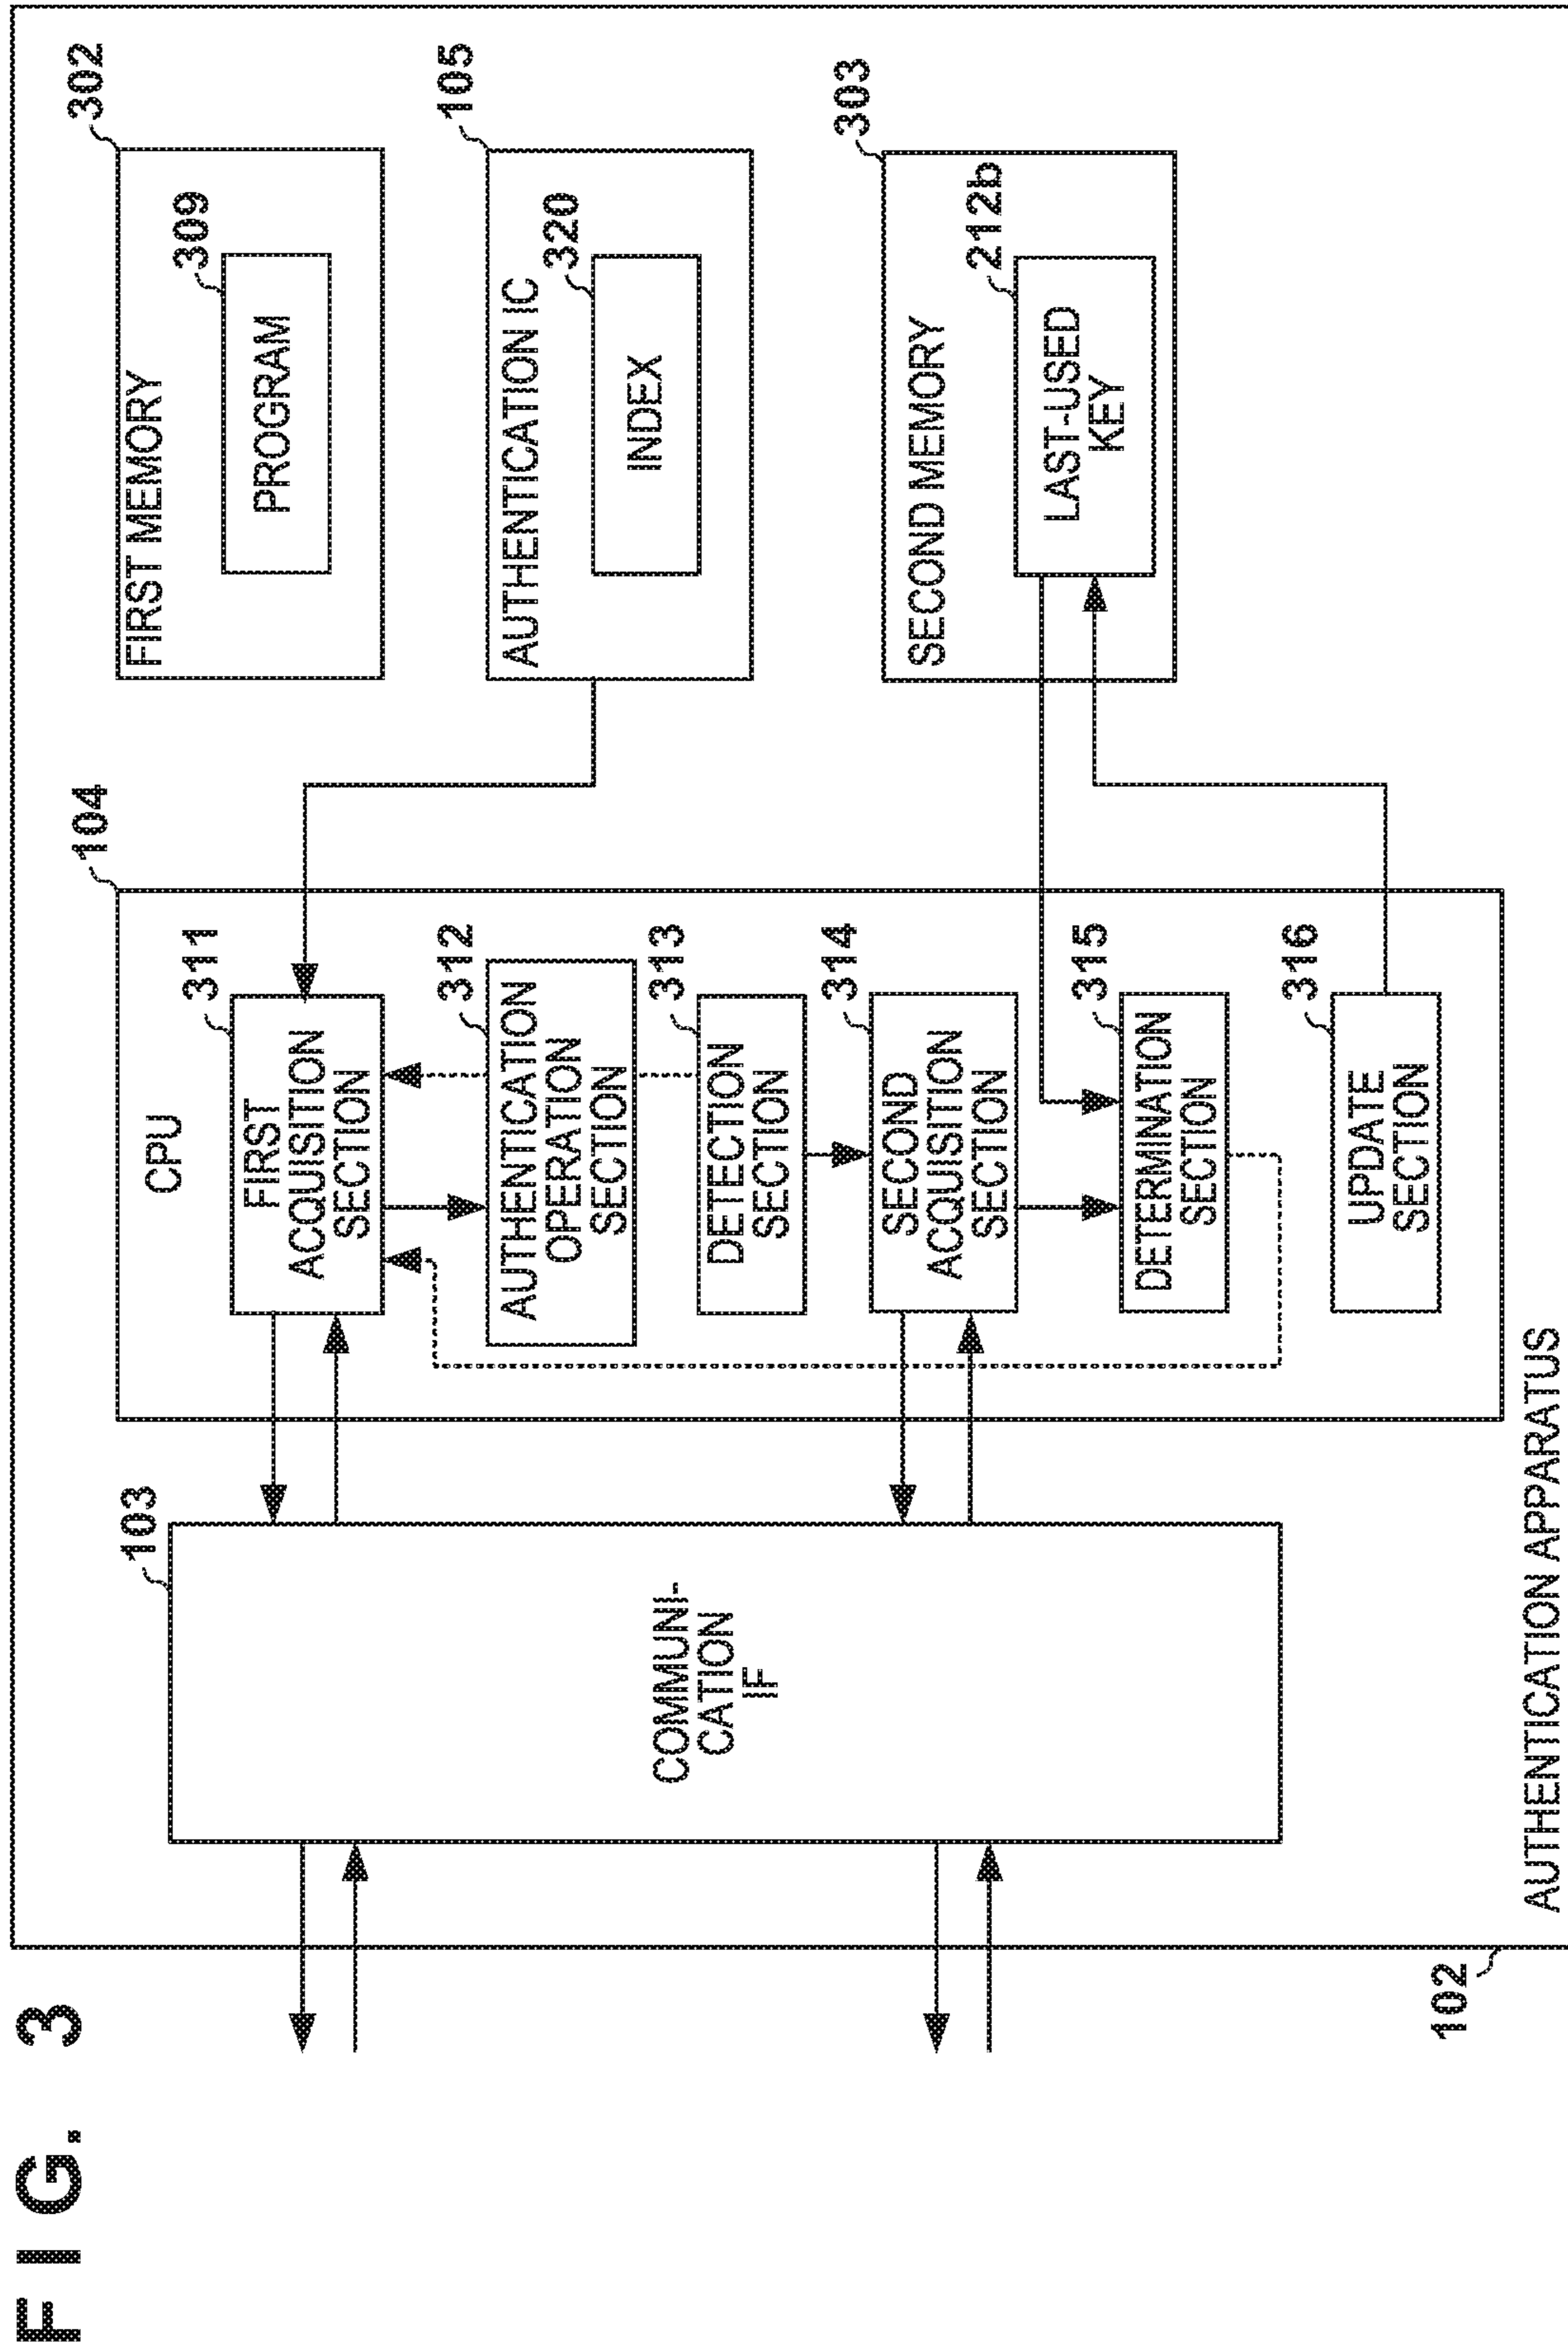 FIG. 3
103
COMMUNI-
CATION
IF
104
CPU
311
FIRST
ACQUISITION
SECTION
312
AUTHENTICATION
OPERATION
SECTION
313
DETECTION
SECTION
314
SECOND
ACQUISITION
SECTION
315
DETERMINATION
SECTION
316
UPDATE
SECTION
302
FIRST MEMORY
309
PROGRAM
105
AUTHENTICATION IC
320
INDEX
303
SECOND MEMORY
212b
LAST-USED
KEY
102
AUTHENTICATION APPARATUS